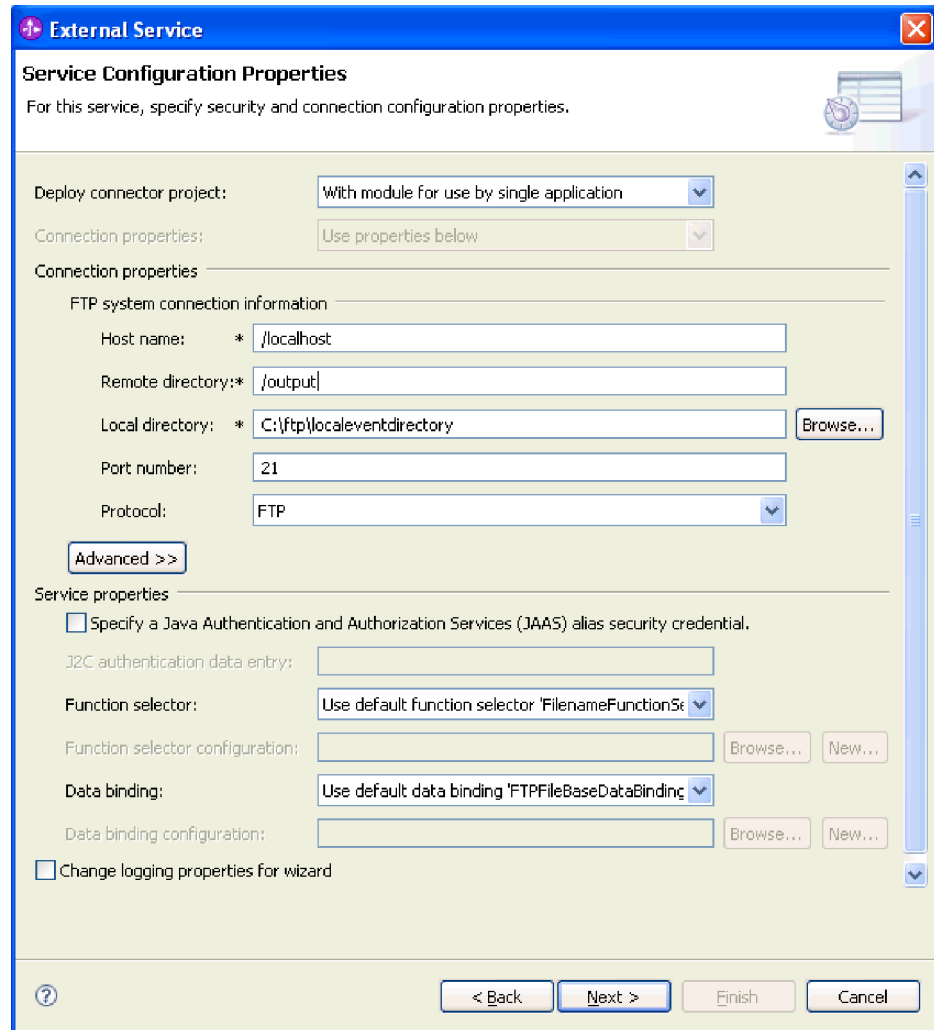 External Service
Service Configuration Properties
For this service, specify security and connection configuration properties.
Deploy connector project: With module for use by single application
Connection properties: Use properties below
Connection properties
FTP system connection information
Host name: * /localhost
Remote directory:* /output
Local directory: * C:\ftp\localeventdirectory Browse...
Port number: 21
Protocol: FTP
Advanced >>
Service properties
Specify a Java Authentication and Authorization Services (JAAS) alias security credential.
J2C authentication data entry:
Function selector: Use default function selector 'FilenameFunctionSe
Function selector configuration: Browse... New...
Data binding: Use default data binding 'FTPFileBaseDataBinding
Data binding configuration: Browse... New...
Change logging properties for wizard
? < Back Next > Finish Cancel